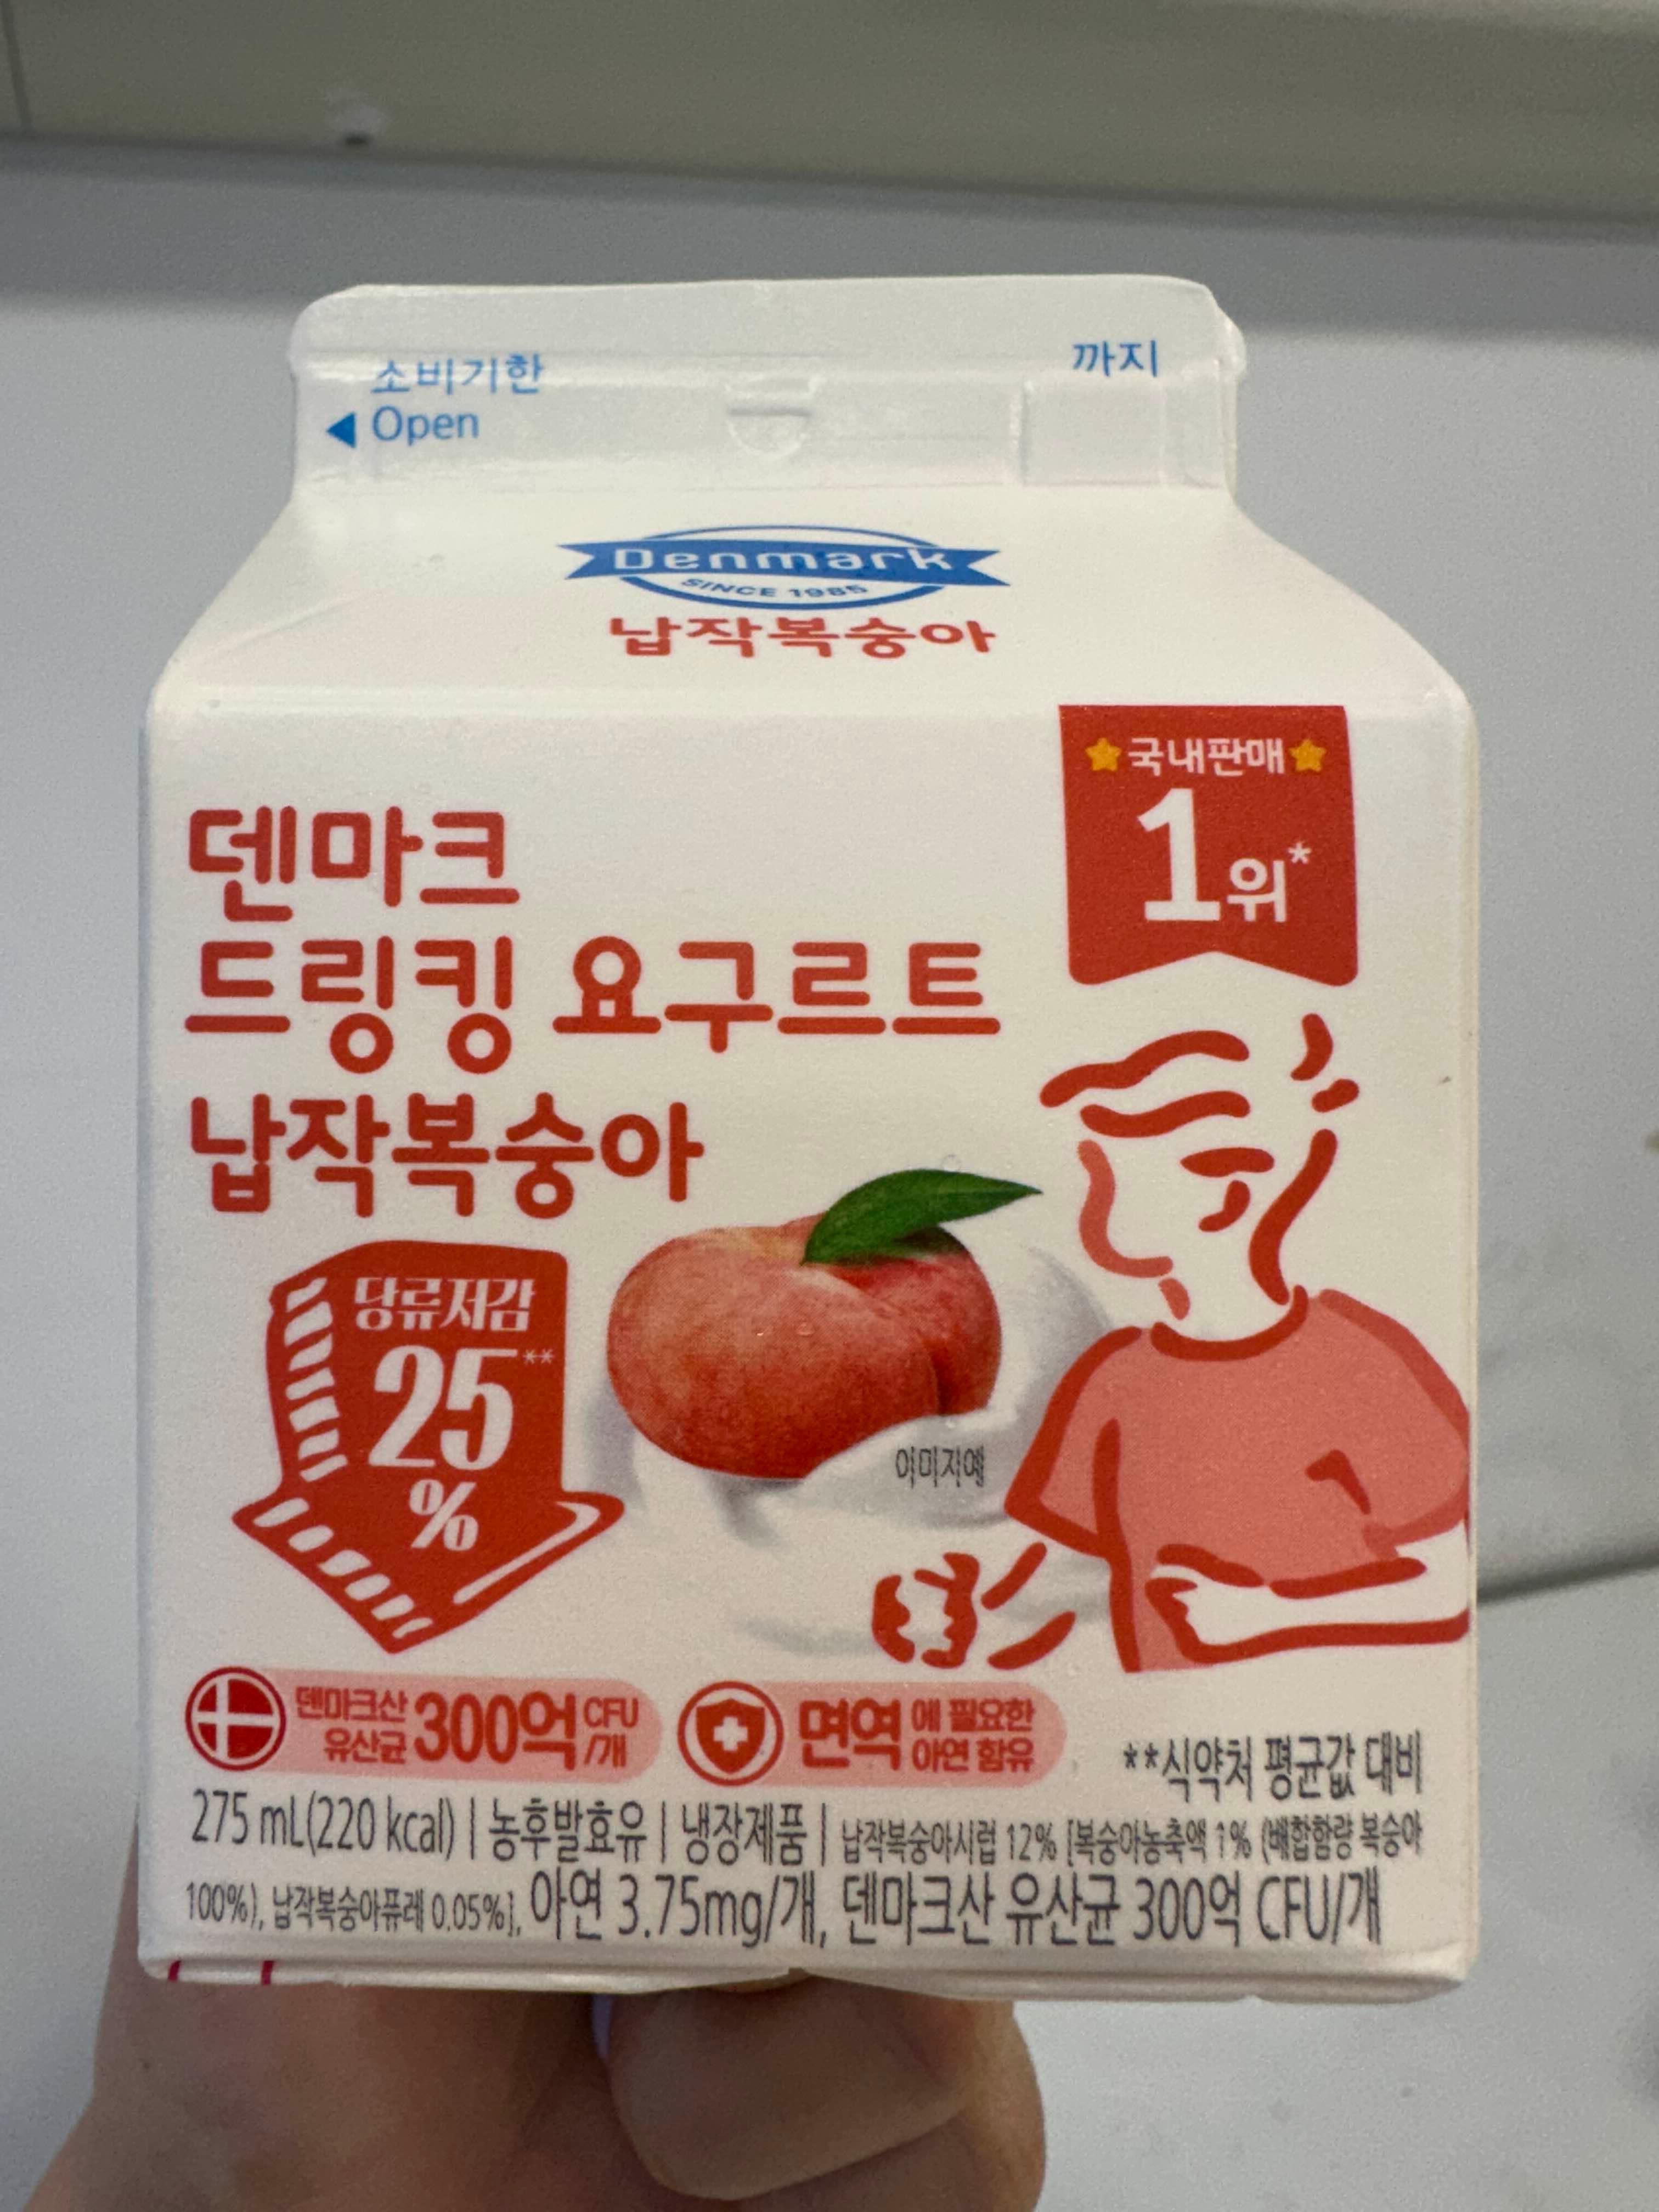 소비기한
까지
Open
Denmark
SINCE 1985
납작복숭아
국내판매
1위*
덴마크
드링킹 요구르트
납작복숭아
당류저감
25**
%
이미지예
덴마크산
유산균
300억 CFU
/개
면역에 필요한
아연 함유
**식약처 평균값 대비
275 mL(220 kcal) | 농후발효유 | 냉장제품 | 납작복숭아시럽 12% [복숭아농축액 1% (배합함량 복숭아
100%), 납작복숭아퓨레 0.05%], 아연 3.75mg/개, 덴마크산 유산균 300억 CFU/개